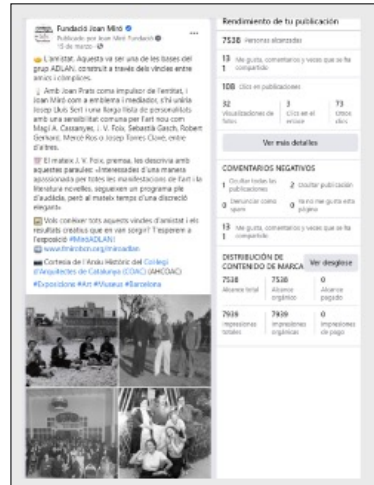 Fundació Joan Miró
Publicado por Joan Miró Fundació
15 de marzo
L'amistat. Aquesta va ser una de les bases del
grup ADLAN, construït a través dels vincles entre
amics i còmplices.
Amb Joan Prats como impulsor de l'entitat, i
Joan Miró com a emblema i mediador, s'hi uniria
Josep Lluís Sert i una llarga llista de personalitats
amb una sensibilitat comuna per l'art nou com
Magí A. Cassanyes, J. V. Foix, Sebastià Gasch, Robert
Gerhard, Mercè Ros o Josep Torres Clavé, entre
d'altres.
El mateix J. V. Foix, premsa, les descrivia amb
aquestes paraules: «Interessades d'una manera
apassionada per totes les manifestacions de l'art i la
literatura novelles, segueixen un programa ple
d'audàcia, però al mateix temps d'una discreció
elegant».
Vols conèixer tots aquests vincles d'amistat i els
resultats creatius que en van sorgir? T'esperem a
l'exposició #MiróADLAN!
www.fmirobcn.org/miroadlan
Cortesia de l'Arxiu Històric del Col·legi
d'Arquitectes de Catalunya (COAC) (AHCOAC)
#Exposicions #Art #Museus #Barcelona
Rendimiento de tu publicación
7538 Personas alcanzadas
13 Me gusta, comentarios y veces que se ha
1 compartido
108 Clics en publicaciones
32 3 73
visualizaciones de fotos
Clics en el enlace
Otros clics
Ver más detalles
COMENTARIOS NEGATIVOS
1 Ocultar todas las publicaciones
2 Ocultar publicación
0 Denunciar como spam
0 Ya no me gusta esta página
13 Me gusta, comentarios y veces que se ha
1 compartido
DISTRIBUCIÓN DE
CONTENIDO DE MARCA
Ver desglose
7538 7538 0
Alcance total
Alcance orgánico
Alcance pagado
7939 7939 0
Impresiones totales
Impresiones orgánicas
Impresiones de pago